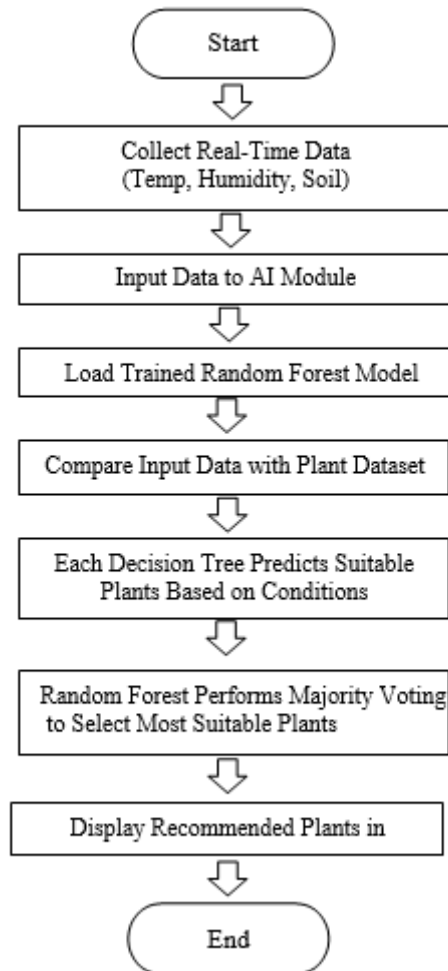 Start
Collect Real-Time Data
(Temp, Humidity, Soil)
Input Data to AI Module
Load Trained Random Forest Model
Compare Input Data with Plant Dataset
Each Decision Tree Predicts Suitable
Plants Based on Conditions
Random Forest Performs Majority Voting
to Select Most Suitable Plants
Display Recommended Plants in
End